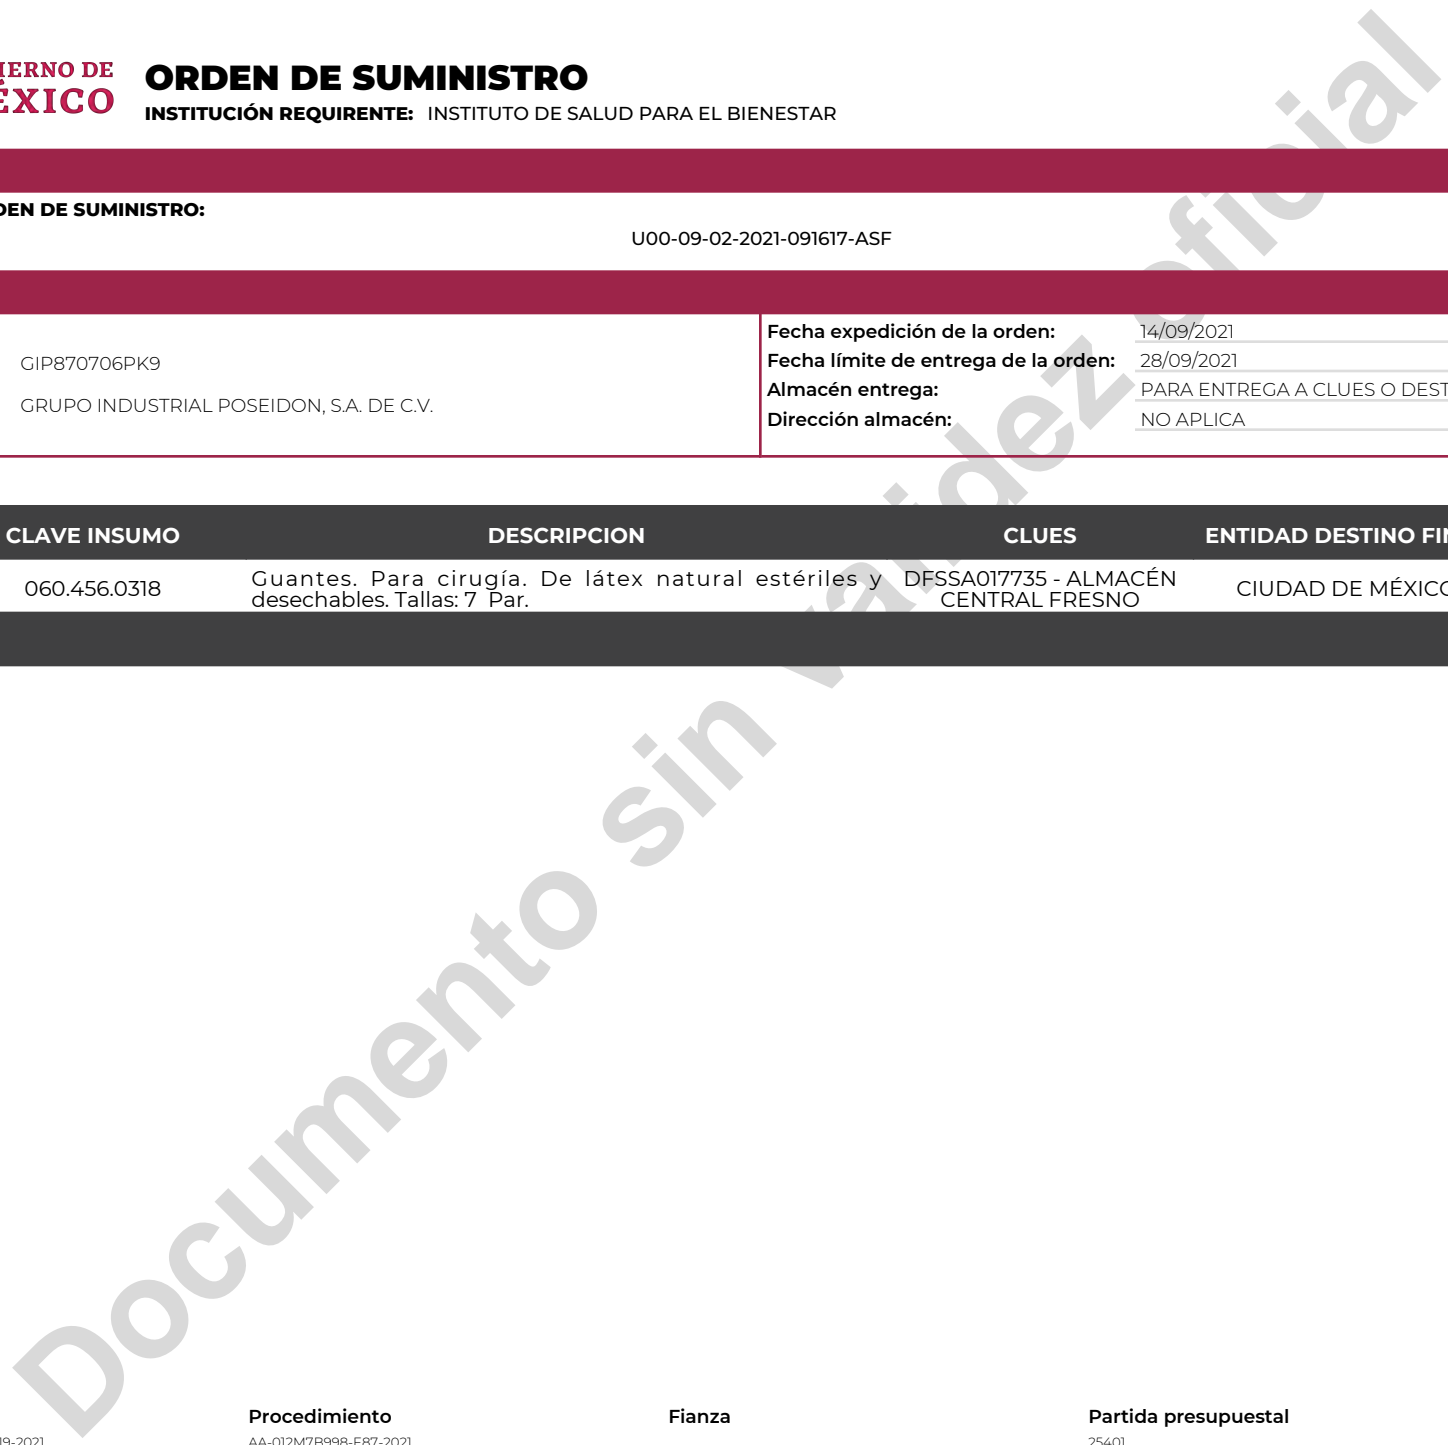 IERNO DE
ÉXICO
ORDEN DE SUMINISTRO
INSTITUCIÓN REQUIRENTE: INSTITUTO DE SALUD PARA EL BIENESTAR
DEN DE SUMINISTRO:
U00-09-02-2021-091617-ASF
GIP870706PK9
GRUPO INDUSTRIAL POSEIDON, S.A. DE C.V.
Fecha expedición de la orden: 14/09/2021
Fecha límite de entrega de la orden: 28/09/2021
Almacén entrega: PARA ENTREGA A CLUES O DEST
Dirección almacén: NO APLICA
CLAVE INSUMO DESCRIPCION CLUES ENTIDAD DESTINO FIN
060.456.0318
Guantes. Para cirugía. De látex natural estériles y
desechables. Tallas: 7 Par.
DFSSA017735 - ALMACÉN
CENTRAL FRESNO
CIUDAD DE MÉXICO
Documento sin validez oficial
Procedimiento Fianza Partida presupuestal
19-2021 AA-012M7B998-E87-2021 25401